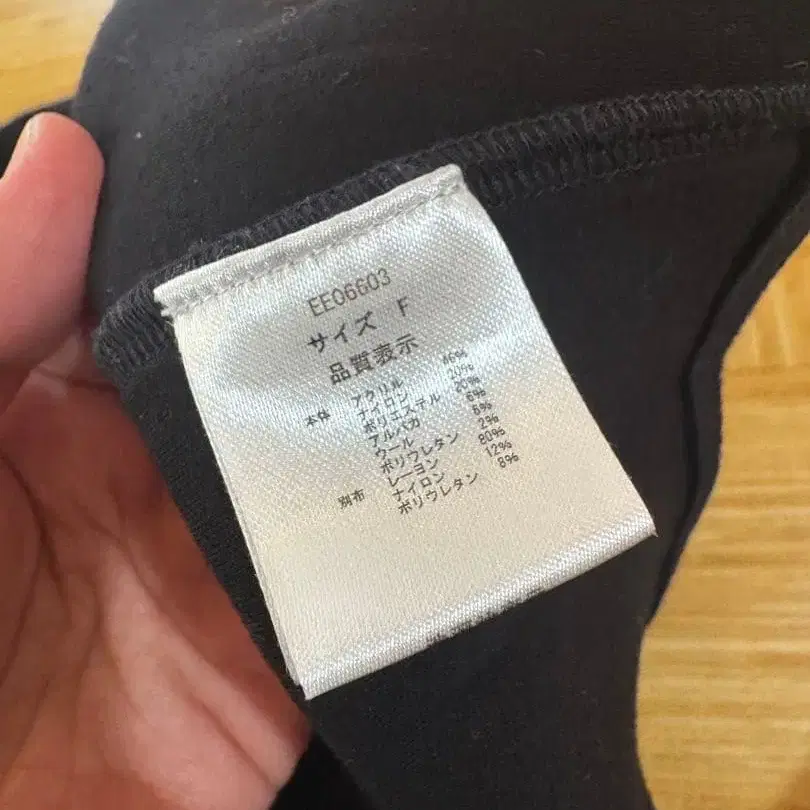 EE06603
サイズ F
品質表示
本体 アクリル 46%
ナイロン 20%
ポリエステル 20%
アルパカ 6%
ウール 6%
ポリウレタン 2%
別布 レーヨン 80%
ナイロン 12%
ポリウレタン 8%